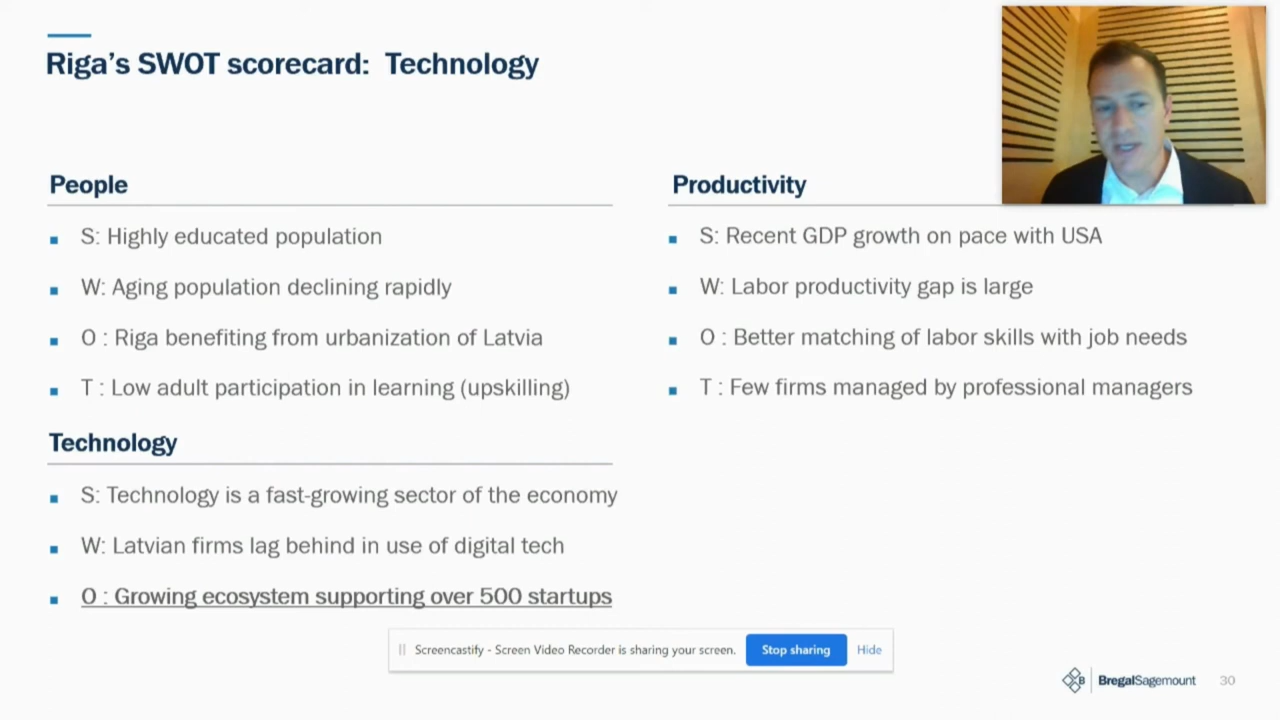 Riga's SWOT scorecard: Technology
People
S: Highly educated population
W: Aging population declining rapidly
O : Riga benefiting from urbanization of Latvia
T : Low adult participation in learning (upskilling)
Productivity
S: Recent GDP growth on pace with USA
W: Labor productivity gap is large
O : Better matching of labor skills with job needs
T : Few firms managed by professional managers
Technology
S: Technology is a fast-growing sector of the economy
W: Latvian firms lag behind in use of digital tech
O : Growing ecosystem supporting over 500 startups
Screencastify - Screen Video Recorder is sharing your screen. Stop sharing Hide
B BregalSagemount 30